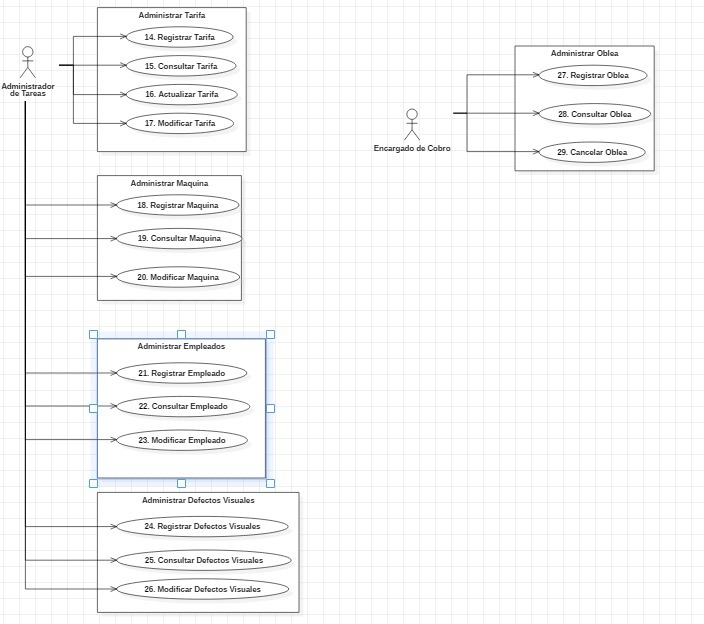 Administrar Tarifa
14. Registrar Tarifa
15. Consultar Tarifa
16. Actualizar Tarifa
17. Modificar Tarifa
Administrador
de Tareas
Administrar Maquina
18. Registrar Maquina
19. Consultar Maquina
20. Modificar Maquina
Administrar Empleados
21. Registrar Empleado
22. Consultar Empleado
23. Modificar Empleado
Administrar Defectos Visuales
24. Registrar Defectos Visuales
25. Consultar Defectos Visuales
26. Modificar Defectos Visuales
Administrar Oblea
27. Registrar Oblea
28. Consultar Oblea
29. Cancelar Oblea
Encargado de Cobro